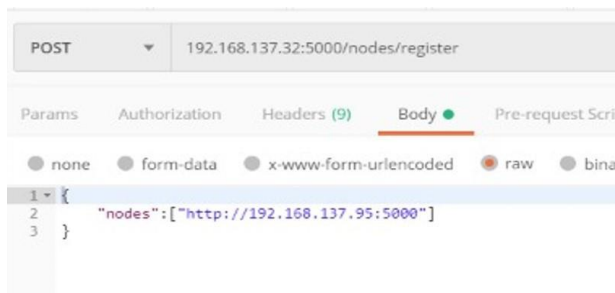 POST 192.168.137.32:5000/nodes/register
Params Authorization Headers (9) Body Pre-request Scri
none form-data x-www-form-urlencoded raw bina
1 {
2 "nodes":["http://192.168.137.95:5000"]
3 }